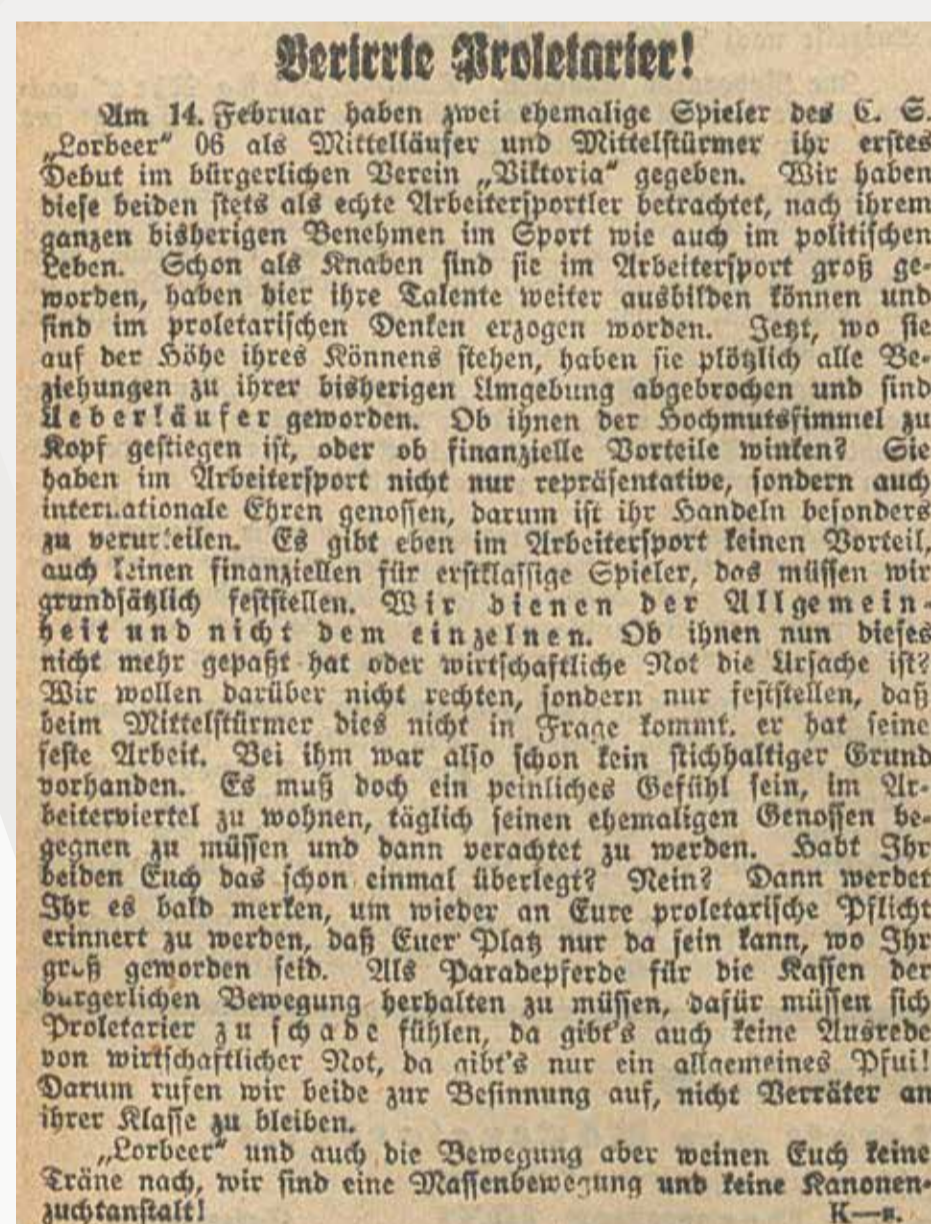 Verirrte Proletarier!
Am 14. Februar haben zwei ehemalige Spieler des C. S.
„Lorbeer“ 06 als Mittelläufer und Mittelstürmer ihr erstes
Debut im bürgerlichen Verein „Viktoria“ gegeben. Wir haben
diese beiden stets als echte Arbeitersportler betrachtet, nach ihrem
ganzen bisherigen Benehmen im Sport wie auch im politischen
Leben. Schon als Knaben sind sie im Arbeitersport groß ge-
worden, haben hier ihre Talente weiter ausbilden können und
sind im proletarischen Denken erzogen worden. Jetzt, wo sie
auf der Höhe ihres Könnens stehen, haben sie plötzlich alle Be-
ziehungen zu ihrer bisherigen Umgebung abgebrochen und sind
Ueberläufer geworden. Ob ihnen der Hochmutsfimmel zu
Kopf gestiegen ist, oder ob finanzielle Vorteile winken? Sie
haben im Arbeitersport nicht nur repräsentative, sondern auch
internationale Ehren genossen, darum ist ihr Handeln besonders
zu verurteilen. Es gibt eben im Arbeitersport keinen Vorteil,
auch keinen finanziellen für erstklassige Spieler, das müssen wir
grundsätzlich feststellen. Wir dienen der Allgemein-
heit und nicht dem einzelnen. Ob ihnen nun dieses
nicht mehr gepaßt hat oder wirtschaftliche Not die Ursache ist?
Wir wollen darüber nicht rechten, sondern nur feststellen, daß
beim Mittelstürmer dies nicht in Frage kommt. er hat seine
feste Arbeit. Bei ihm war also schon kein stichhaltiger Grund
vorhanden. Es muß doch ein peinliches Gefühl sein, im Ar-
beiterviertel zu wohnen, täglich seinen ehemaligen Genossen be-
gegnen zu müssen und dann verachtet zu werden. Habt Ihr
beiden Euch das schon einmal überlegt? Nein? Dann werdet
Ihr es bald merken, um wieder an Eure proletarische Pflicht
erinnert zu werden, daß Euer Platz nur da sein kann, wo Ihr
groß geworden seid. Als Paradepferde für die Kassen der
bürgerlichen Bewegung herhalten zu müssen, dafür müssen sich
Proletarier zu schade fühlen, da gibt's auch keine Ausrede
von wirtschaftlicher Not, da gibt's nur ein allgemeines Pfui!
Darum rufen wir beide zur Besinnung auf, nicht Verräter an
ihrer Klasse zu bleiben.
„Lorbeer“ und auch die Bewegung aber weinen Euch keine
Träne nach, wir sind eine Massenbewegung und keine Kanonen-
zuchtanstalt!